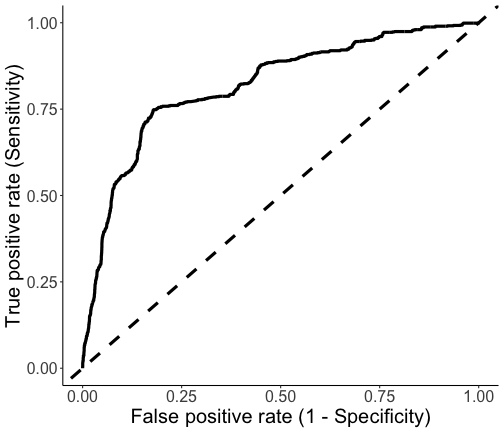 True positive rate (Sensitivity)
1.00
0.75
0.50
0.25
0.00
0.00 0.25 0.50 0.75 1.00
False positive rate (1 - Specificity)